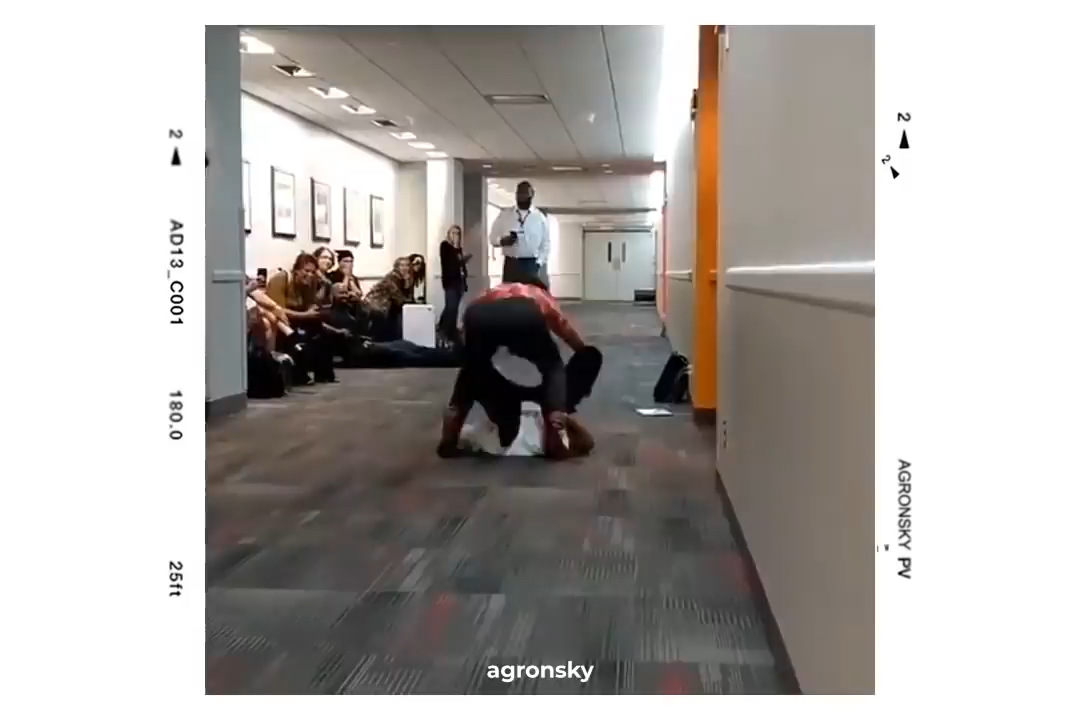 2
AD13_C001
180.0
25ft
2
2
AGRONSKY PV
agronsky